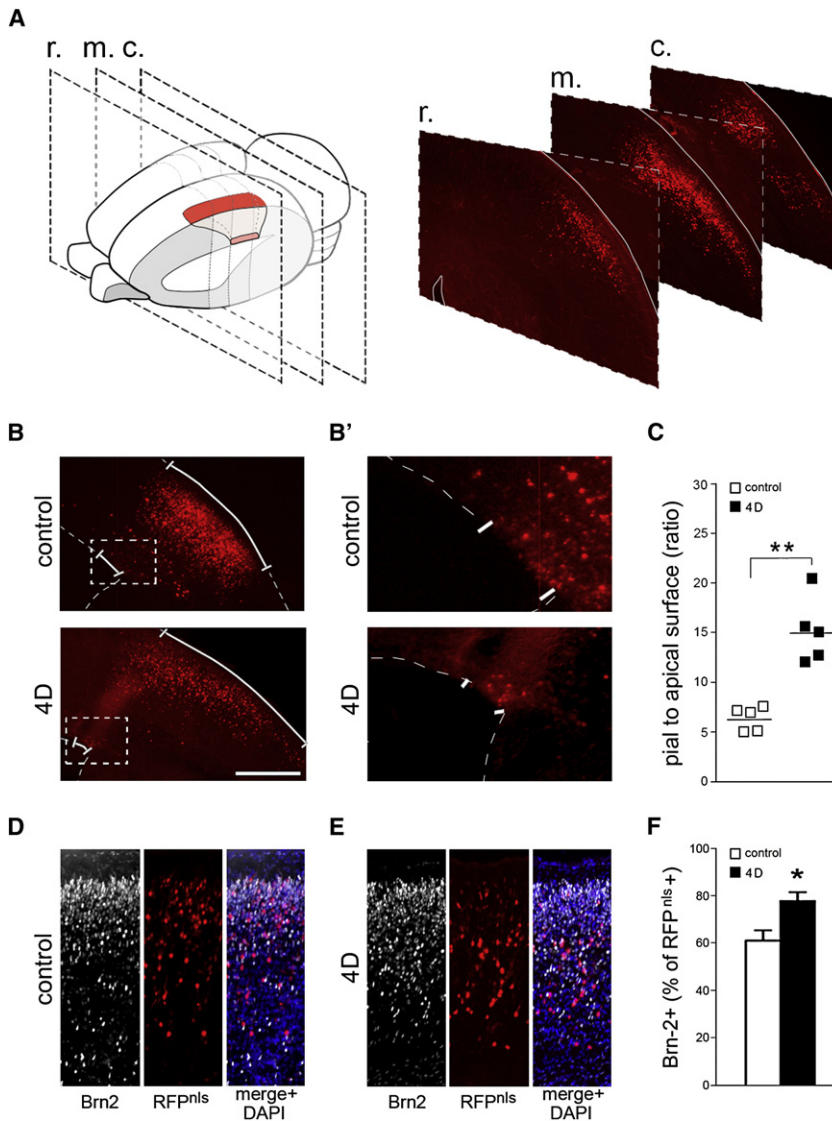 A
r. m. c.
r.
m.
c.
B
control
4D
B'
C
control
4D
**
pial to apical surface (ratio)
30
25
20
15
10
5
0
D
control
Brn2
RFPnls
merge+
DAPI
E
4D
Brn2
RFPnls
merge+
DAPI
F
control
4D
*
Brn-2+ (% of RFPnls+)
100
80
60
40
20
0